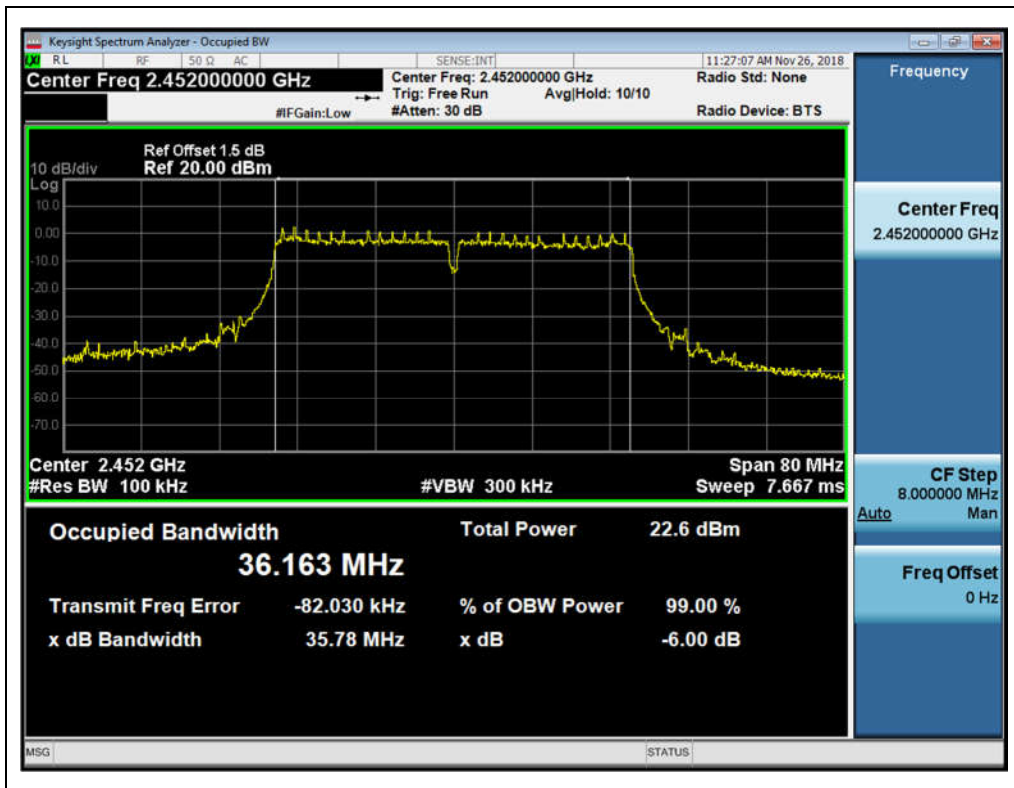 Keysight Spectrum Analyzer - Occupied BW
RL RF 50 Ω AC SENSE:INT 11:27:07 AM Nov 26, 2018
Center Freq 2.452000000 GHz
Center Freq: 2.452000000 GHz Radio Std: None
Trig: Free Run Avg|Hold: 10/10
#IFGain:Low #Atten: 30 dB Radio Device: BTS
Ref Offset 1.5 dB
10 dB/div Ref 20.00 dBm
Log
10.0
0.00
-10.0
-20.0
-30.0
-40.0
-50.0
-60.0
-70.0
Center 2.452 GHz Span 80 MHz
#Res BW 100 kHz #VBW 300 kHz Sweep 7.667 ms
Occupied Bandwidth Total Power 22.6 dBm
36.163 MHz
Transmit Freq Error -82.030 kHz % of OBW Power 99.00 %
x dB Bandwidth 35.78 MHz x dB -6.00 dB
MSG STATUS
Frequency
Center Freq
2.452000000 GHz
CF Step
8.000000 MHz
Auto Man
Freq Offset
0 Hz